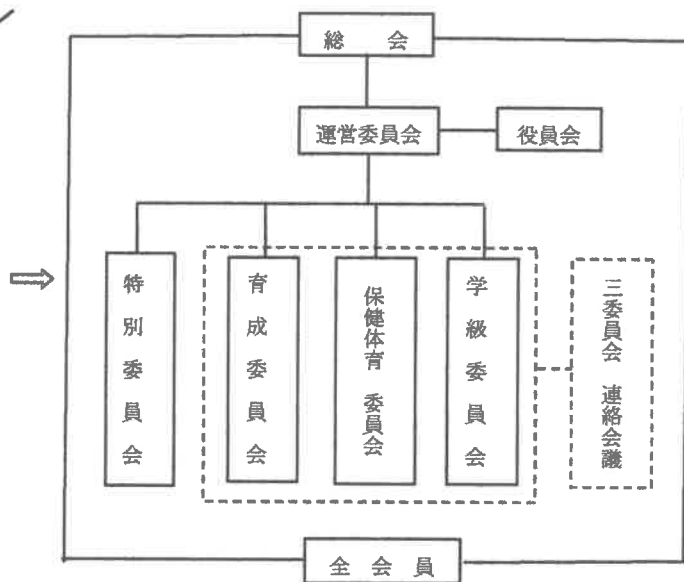 総　会
運営委員会
役員会
特別委員会
育成委員会
保健体育　委員会
学級委員会
三委員会　連絡会議
全　会　員